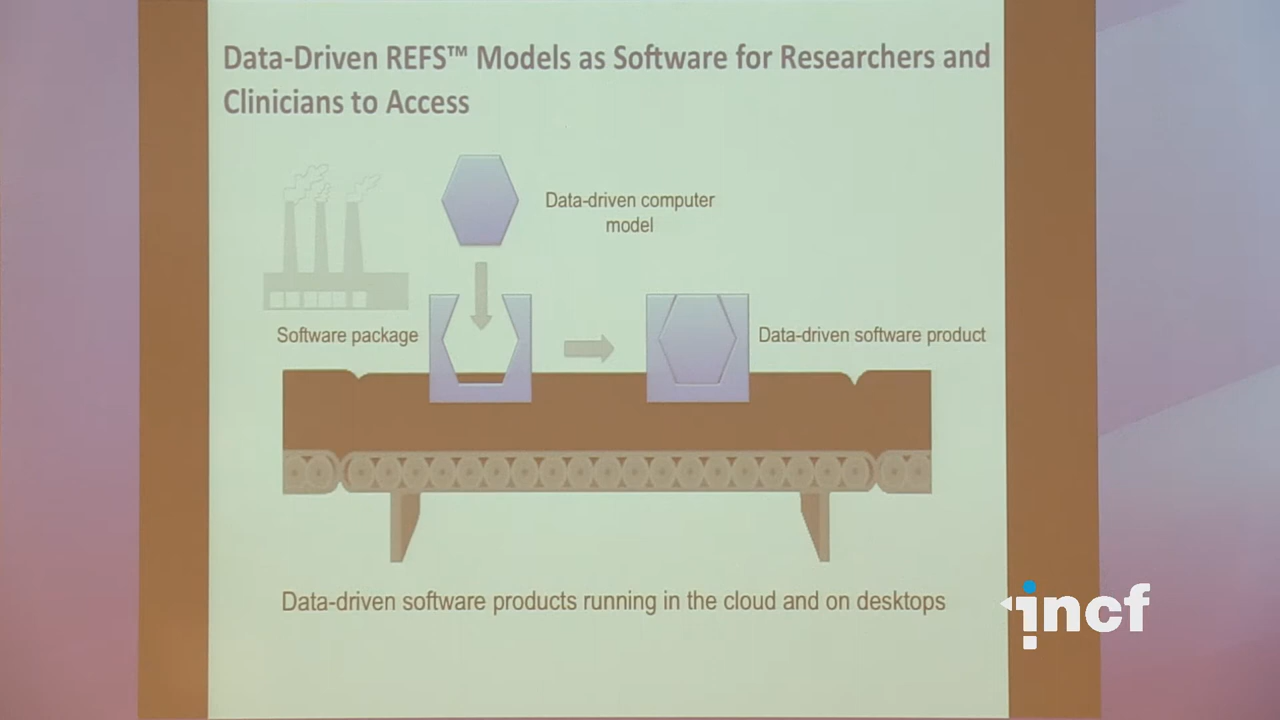 Data-Driven REFS™ Models as Software for Researchers and
Clinicians to Access
Data-driven computer
model
Software package
Data-driven software product
Data-driven software products running in the cloud and on desktops
incf